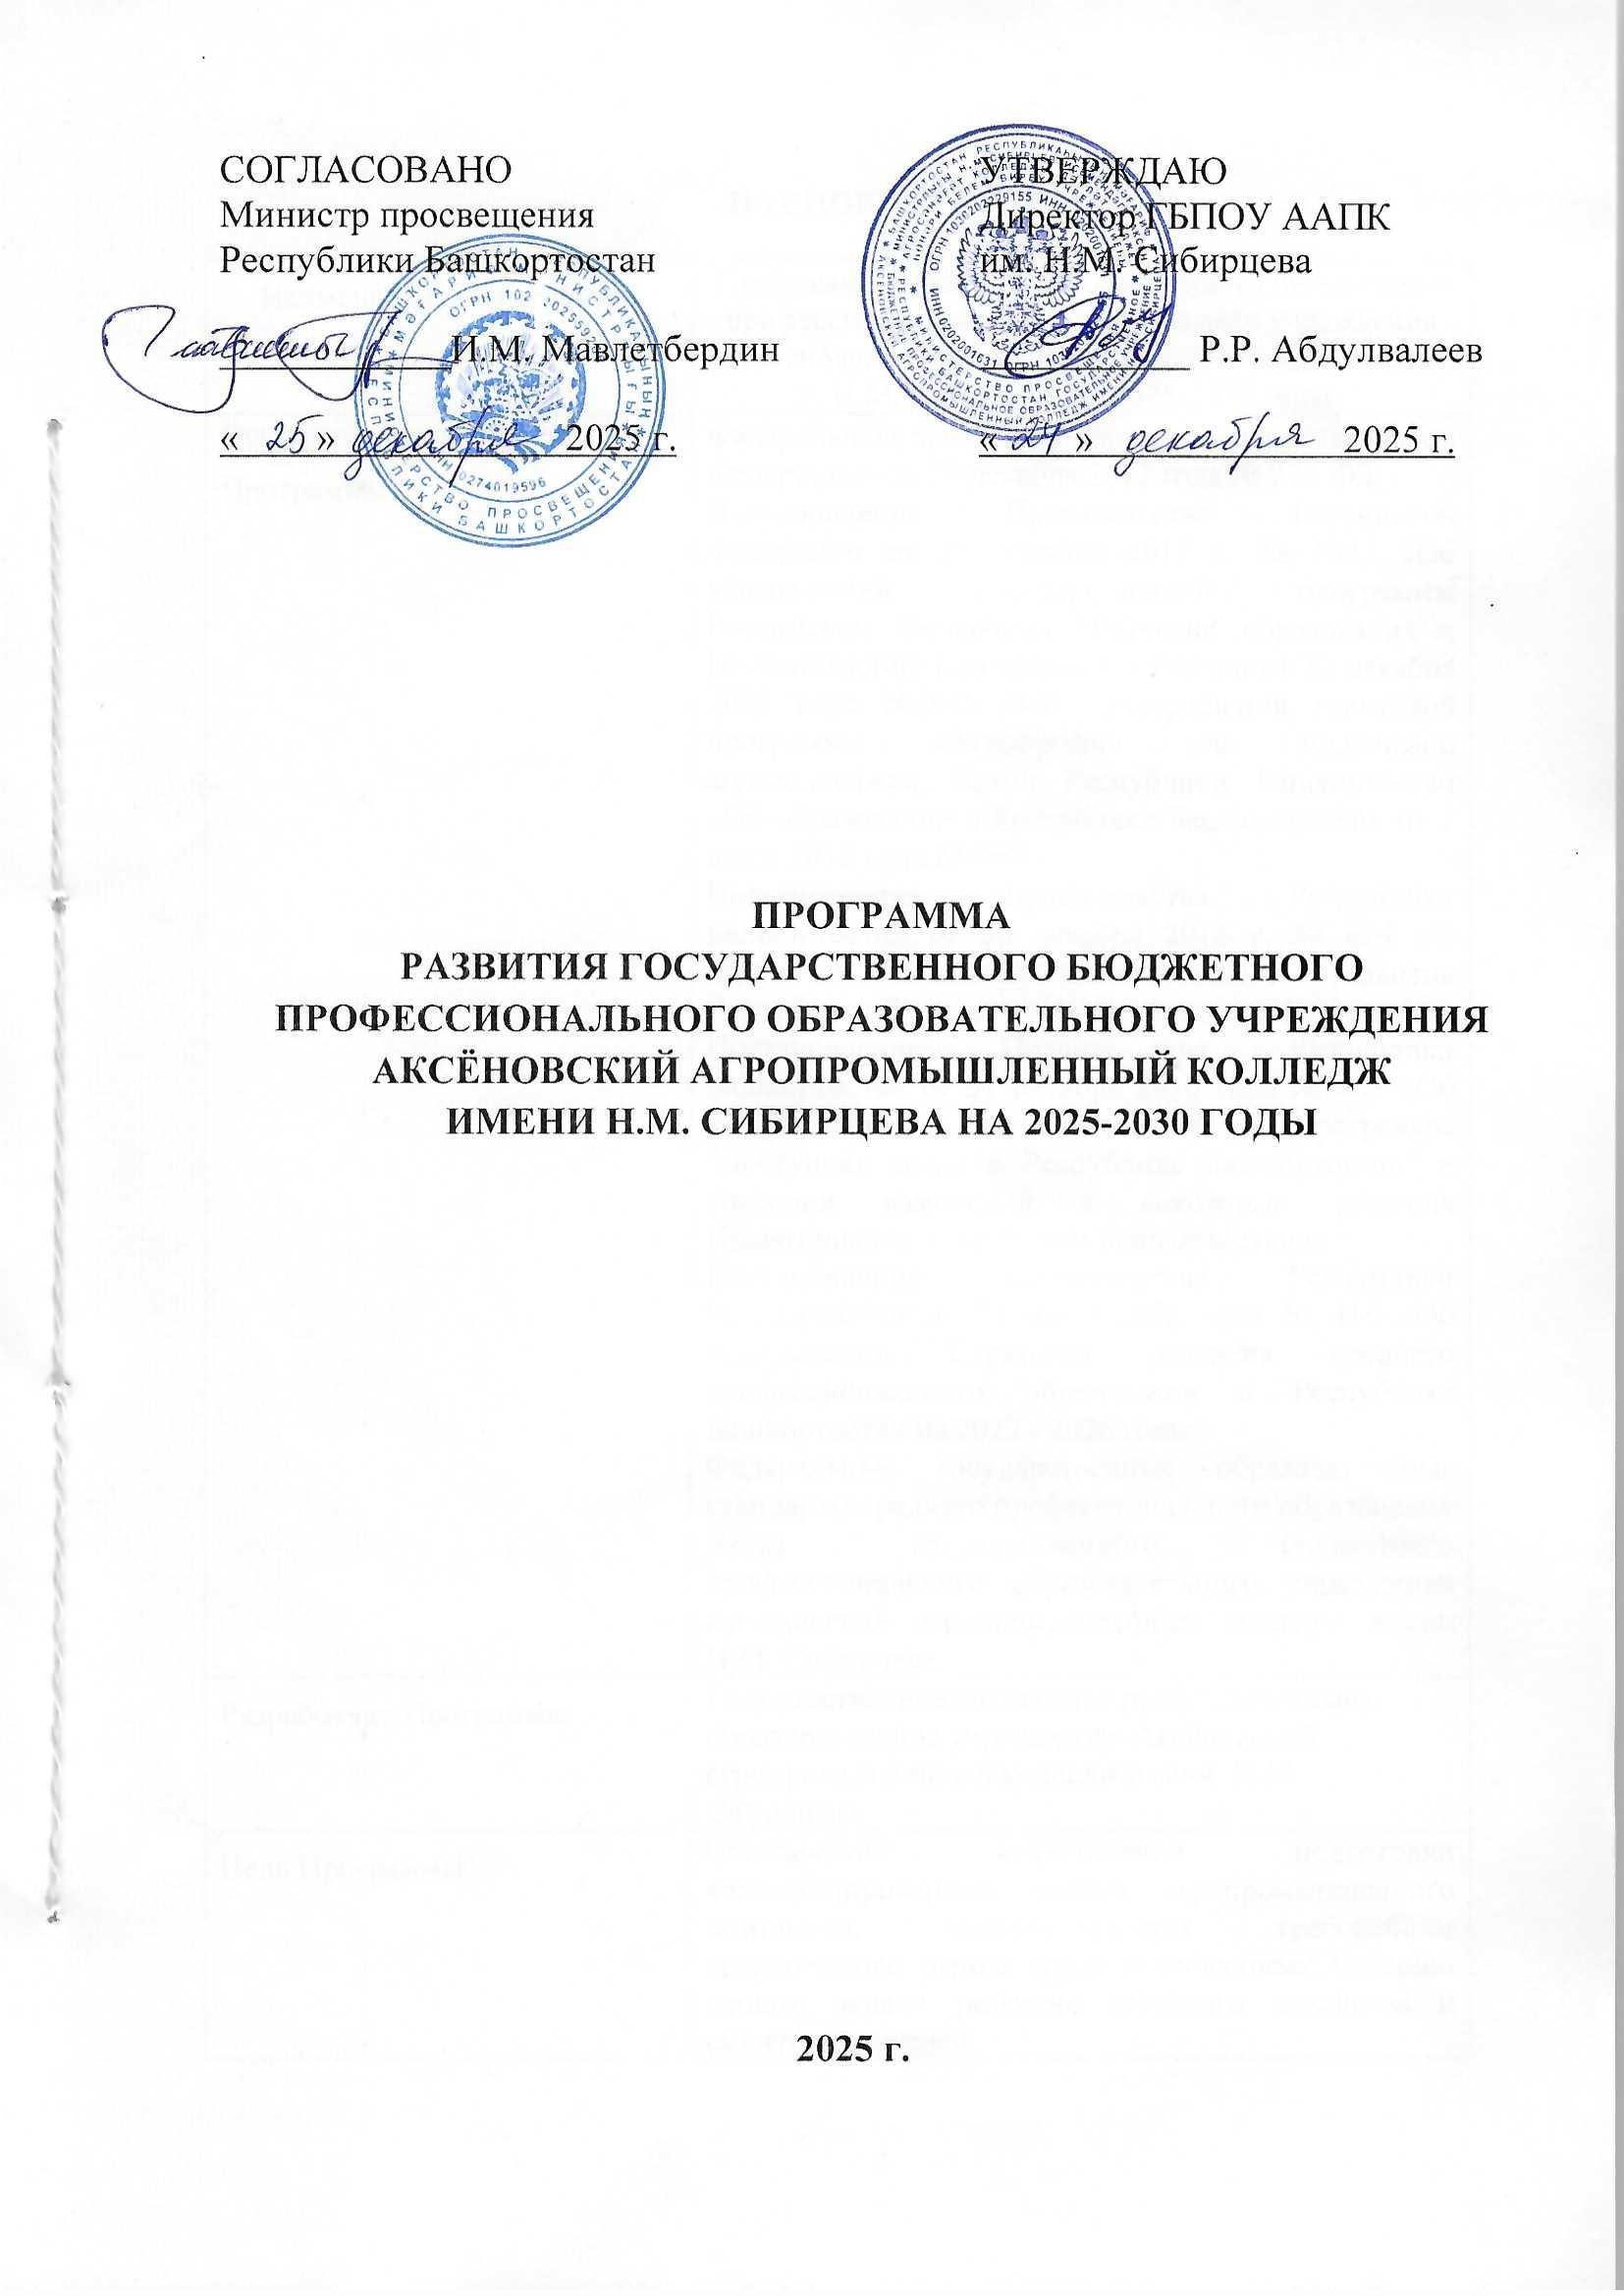 СОГЛАСОВАНО
Министр просвещения
Республики Башкортостан
И.М. Мавлетбердин
« 25 » декабря 2025 г.
УТВЕРЖДАЮ
Директор ГБПОУ ААПК
им. Н.М. Сибирцева
Р.Р. Абдулвалеев
« 24 » декабря 2025 г.
ПРОГРАММА
РАЗВИТИЯ ГОСУДАРСТВЕННОГО БЮДЖЕТНОГО
ПРОФЕССИОНАЛЬНОГО ОБРАЗОВАТЕЛЬНОГО УЧРЕЖДЕНИЯ
АКСЁНОВСКИЙ АГРОПРОМЫШЛЕННЫЙ КОЛЛЕДЖ
ИМЕНИ Н.М. СИБИРЦЕВА НА 2025-2030 ГОДЫ
2025 г.